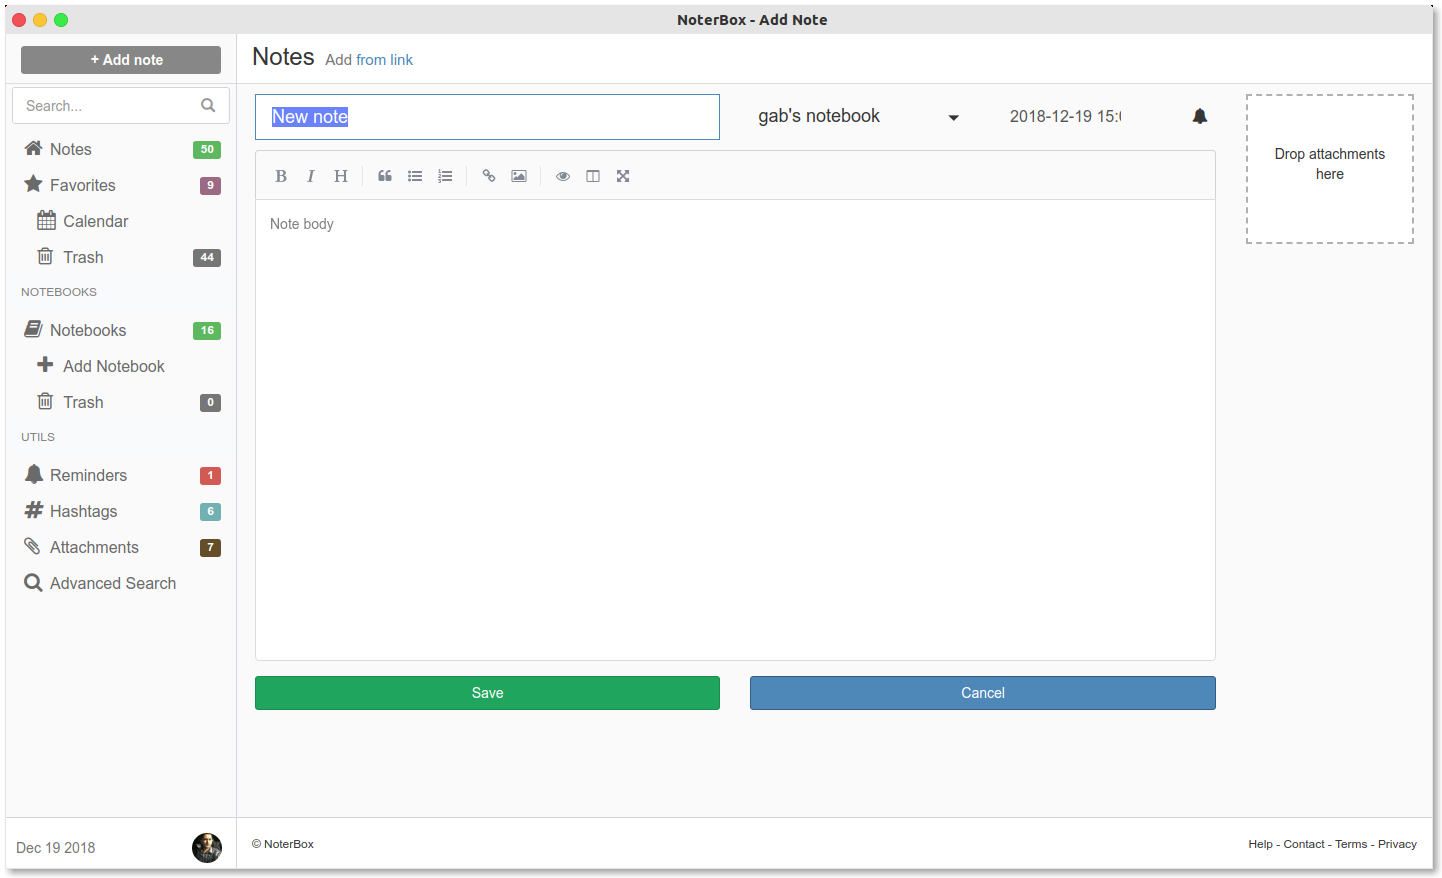 NoterBox - Add Note
+ Add note
Notes Add from link
Search...
Notes 50
Favorites 9
Calendar
Trash 44
NOTEBOOKS
Notebooks 16
Add Notebook
Trash 0
UTILS
Reminders 1
Hashtags 6
Attachments 7
Advanced Search
Dec 19 2018
New note
gab's notebook
2018-12-19 15:
B I H
Note body
Drop attachments
here
Save
Cancel
© NoterBox
Help - Contact - Terms - Privacy